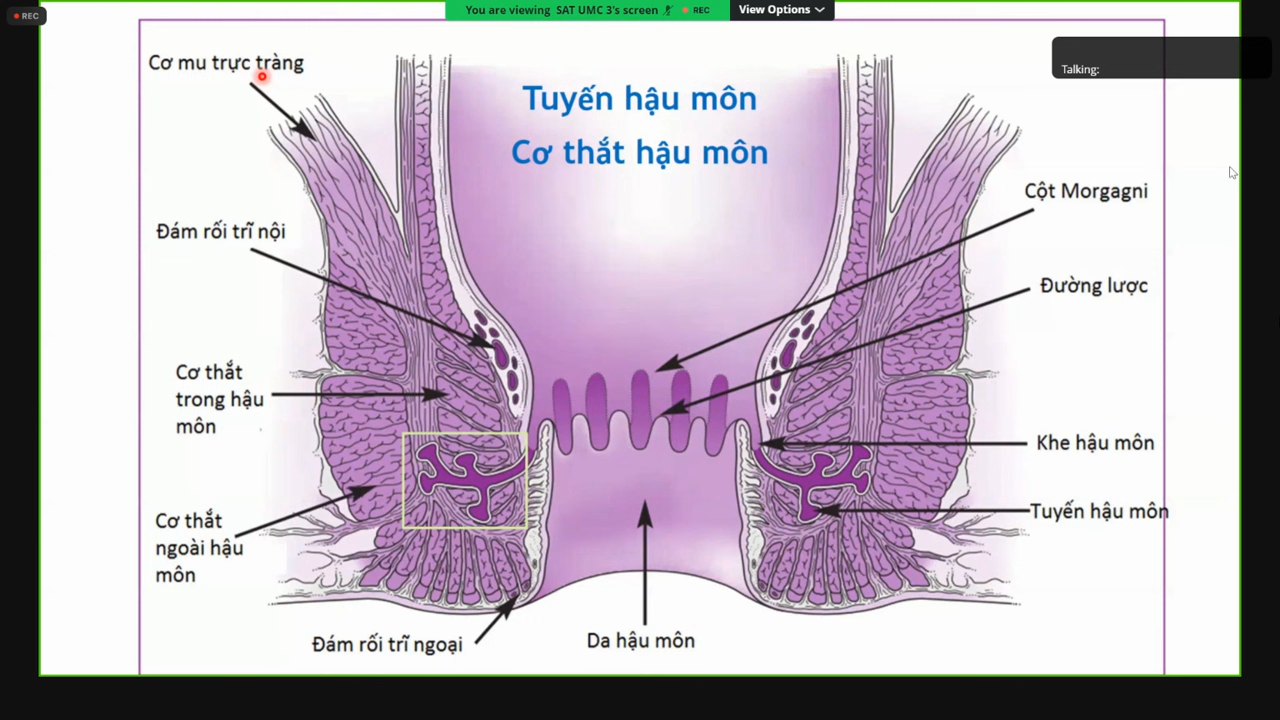 REC
You are viewing SAT UMC 3's screen
REC
View Options
Talking:
Cơ mu trực tràng
Tuyến hậu môn
Cơ thắt hậu môn
Cột Morgagni
Đám rối trĩ nội
Đường lược
Cơ thắt
trong hậu
môn
Khe hậu môn
Tuyến hậu môn
Cơ thắt
ngoài hậu
môn
Đám rối trĩ ngoại
Da hậu môn